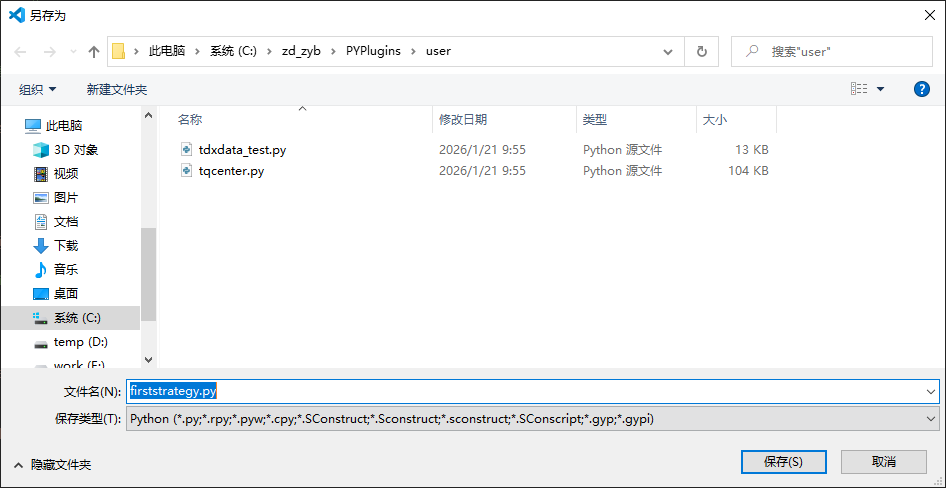 另存为
此电脑 › 系统 (C:) › zd_zyb › PYPlugins › user
搜索"user"
组织
新建文件夹
名称 修改日期 类型 大小
tdxdata_test.py 2026/1/21 9:55 Python 源文件 13 KB
tqcenter.py 2026/1/21 9:55 Python 源文件 104 KB
此电脑
3D 对象
视频
图片
文档
下载
音乐
桌面
系统 (C:)
temp (D:)
work (E:)
文件名(N): firststrategy.py
保存类型(T): Python (*.py;*.rpy;*.pyw;*.cpy;*.SConstruct;*.Sconstruct;*.sconstruct;*.SConscript;*.gyp;*.gypi)
隐藏文件夹
保存(S)
取消